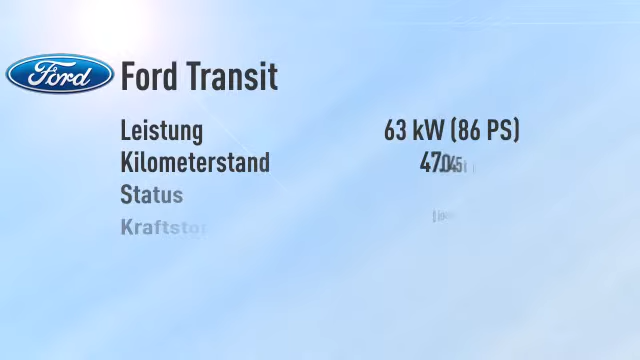 Ford
Ford Transit
Leistung 63 kW (86 PS)
Kilometerstand
Status